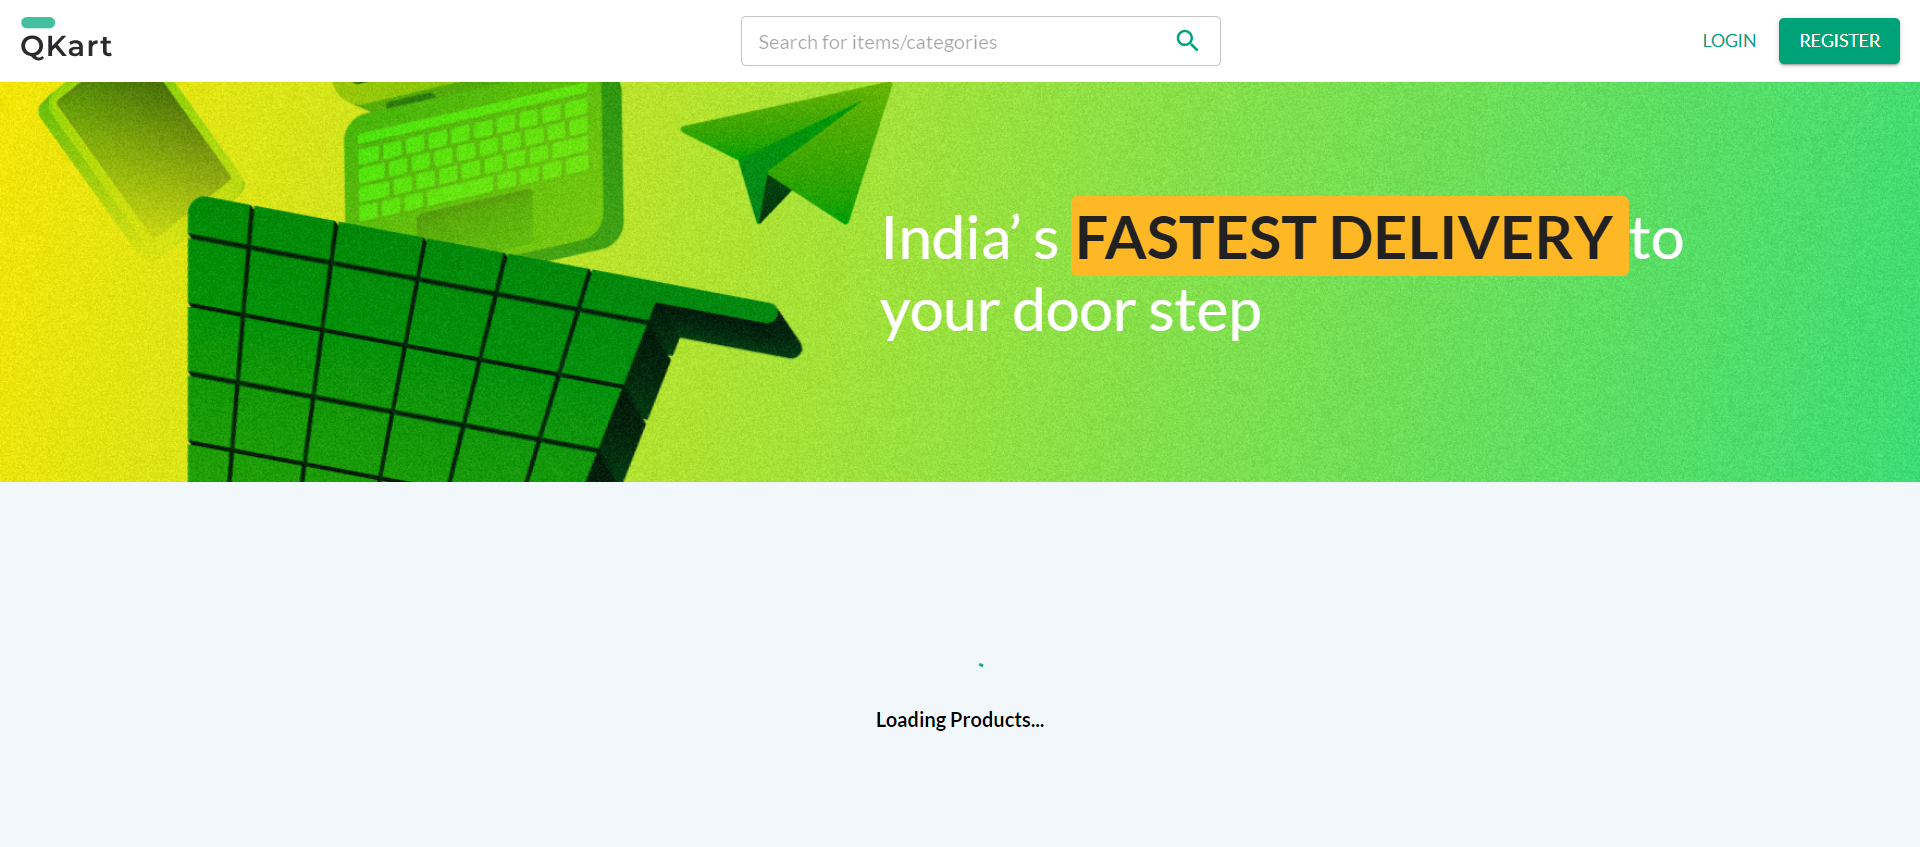 QKart
Search for items/categories
LOGIN
REGISTER
India’ s FASTEST DELIVERY to
your door step
Loading Products...